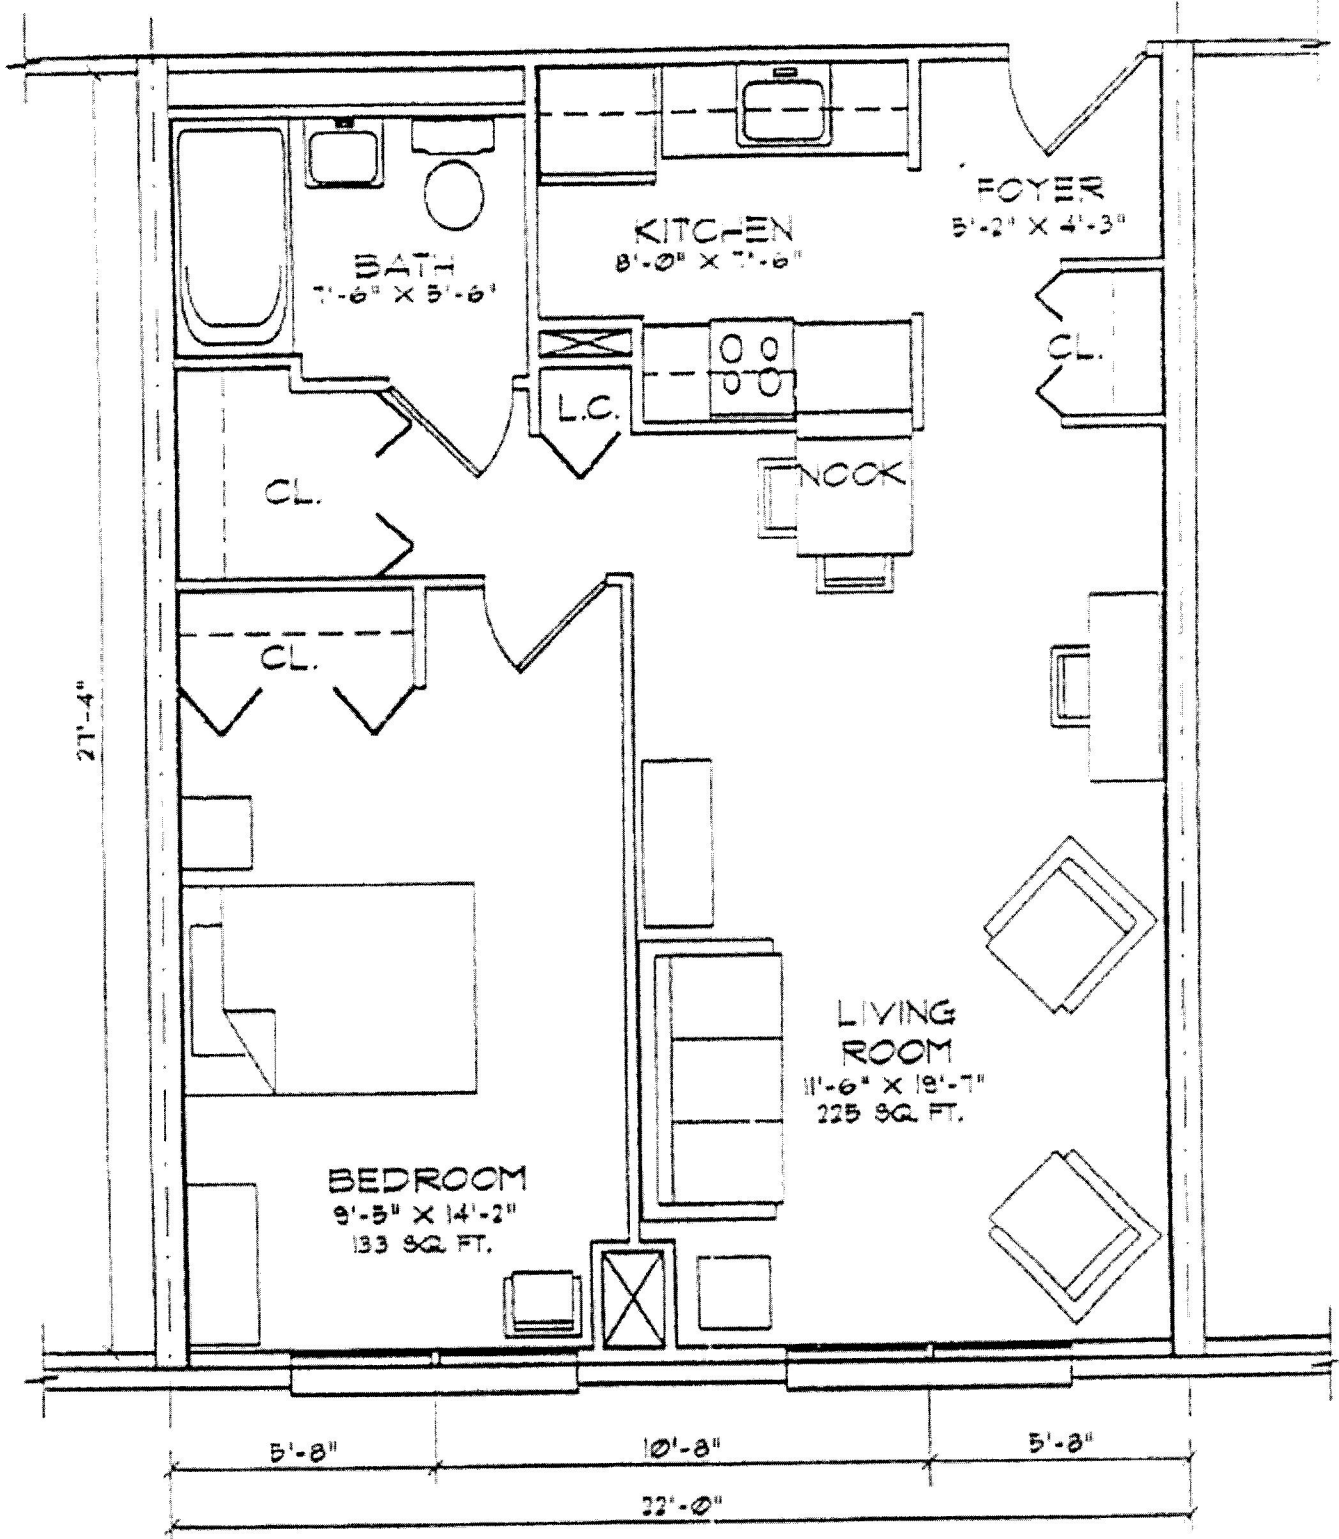 FOYER
5'-2" X 4'-3"
KITCHEN
8'-0" X 7'-6"
BATH
7'-6" X 5'-6"
CL.
L.C.
NOOK
CL.
CL.
27'-4"
LIVING
ROOM
11'-6" X 19'-7"
225 SQ. FT.
BEDROOM
9'-5" X 14'-2"
133 SQ. FT.
5'-8"
10'-8"
5'-8"
22'-0"